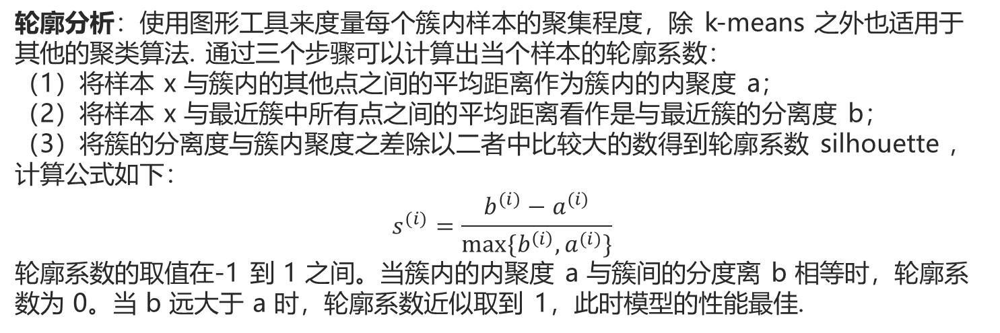 轮廓分析：使用图形工具来度量每个簇内样本的聚集程度，除 k-means 之外也适用于
其他的聚类算法. 通过三个步骤可以计算出当个样本的轮廓系数：
（1）将样本 x 与簇内的其他点之间的平均距离作为簇内的内聚度 a；
（2）将样本 x 与最近簇中所有点之间的平均距离看作是与最近簇的分离度 b；
（3）将簇的分离度与簇内聚度之差除以二者中比较大的数得到轮廓系数 silhouette ，
计算公式如下：
s^{(i)} = \frac{b^{(i)} - a^{(i)}}{\max\{b^{(i)}, a^{(i)}\}}
轮廓系数的取值在-1 到 1 之间。当簇内的内聚度 a 与簇间的分度离 b 相等时，轮廓系
数为 0。当 b 远大于 a 时，轮廓系数近似取到 1，此时模型的性能最佳.